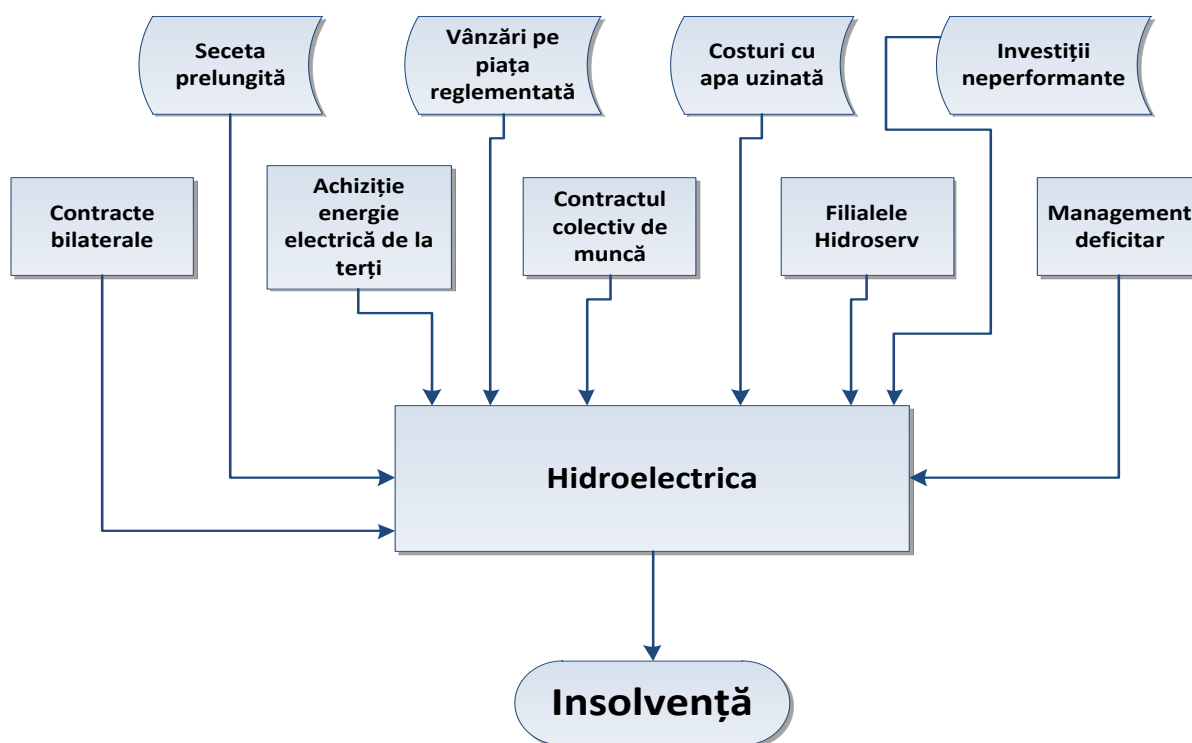 Seceta
prelungită
Vânzări pe
piața
reglementată
Costuri cu
apa uzinată
Investiții
neperformante
Contracte
bilaterale
Achiziție
energie
electrică de la
terți
Contractul
colectiv de
muncă
Filialele
Hidroserv
Management
deficitar
Hidroelectrica
Insolvență